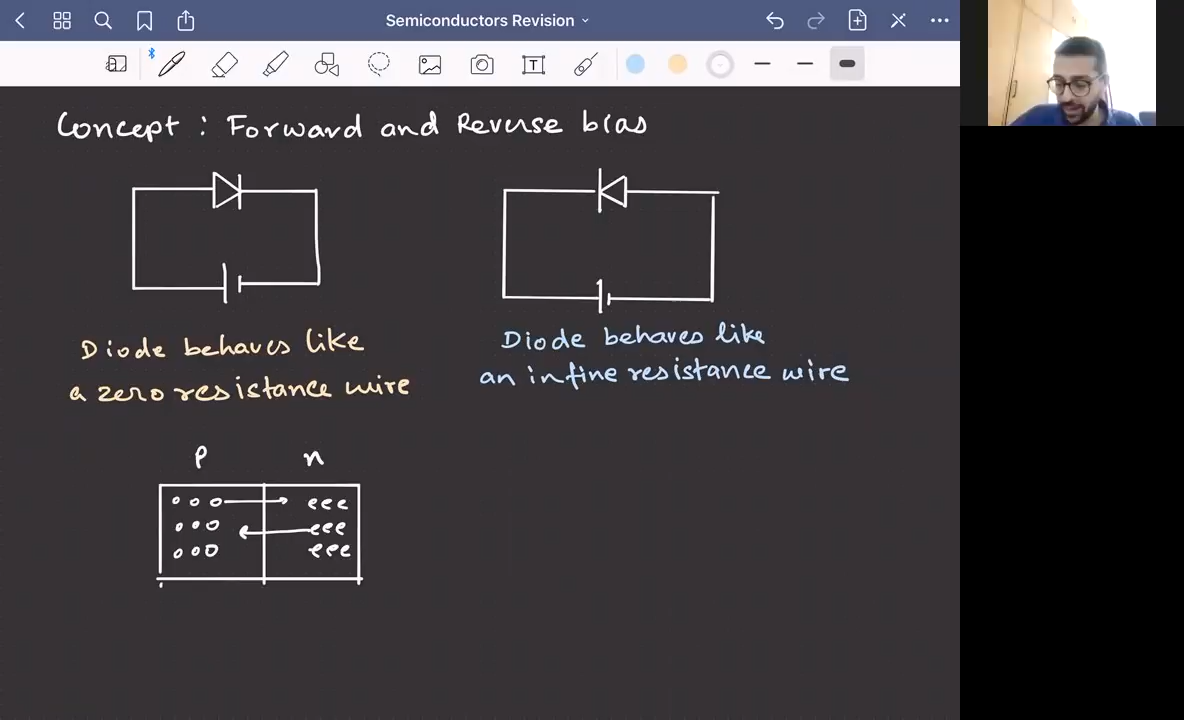 Semiconductors Revision
T
Concept : Forward and Reverse bias
Diode behaves like
a zero resistance wire
Diode behaves like
an infine resistance wire
P n
o o o e e e
o o o e e e
o o o e e e